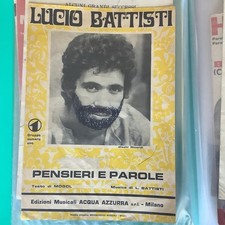 LUCIO BATTISTI
PENSIERI E PAROLE
Testo di MOGOL
Musica di L. BATTISTI
Edizioni Musicali ACQUA AZZURRA s.r.l. - Milano